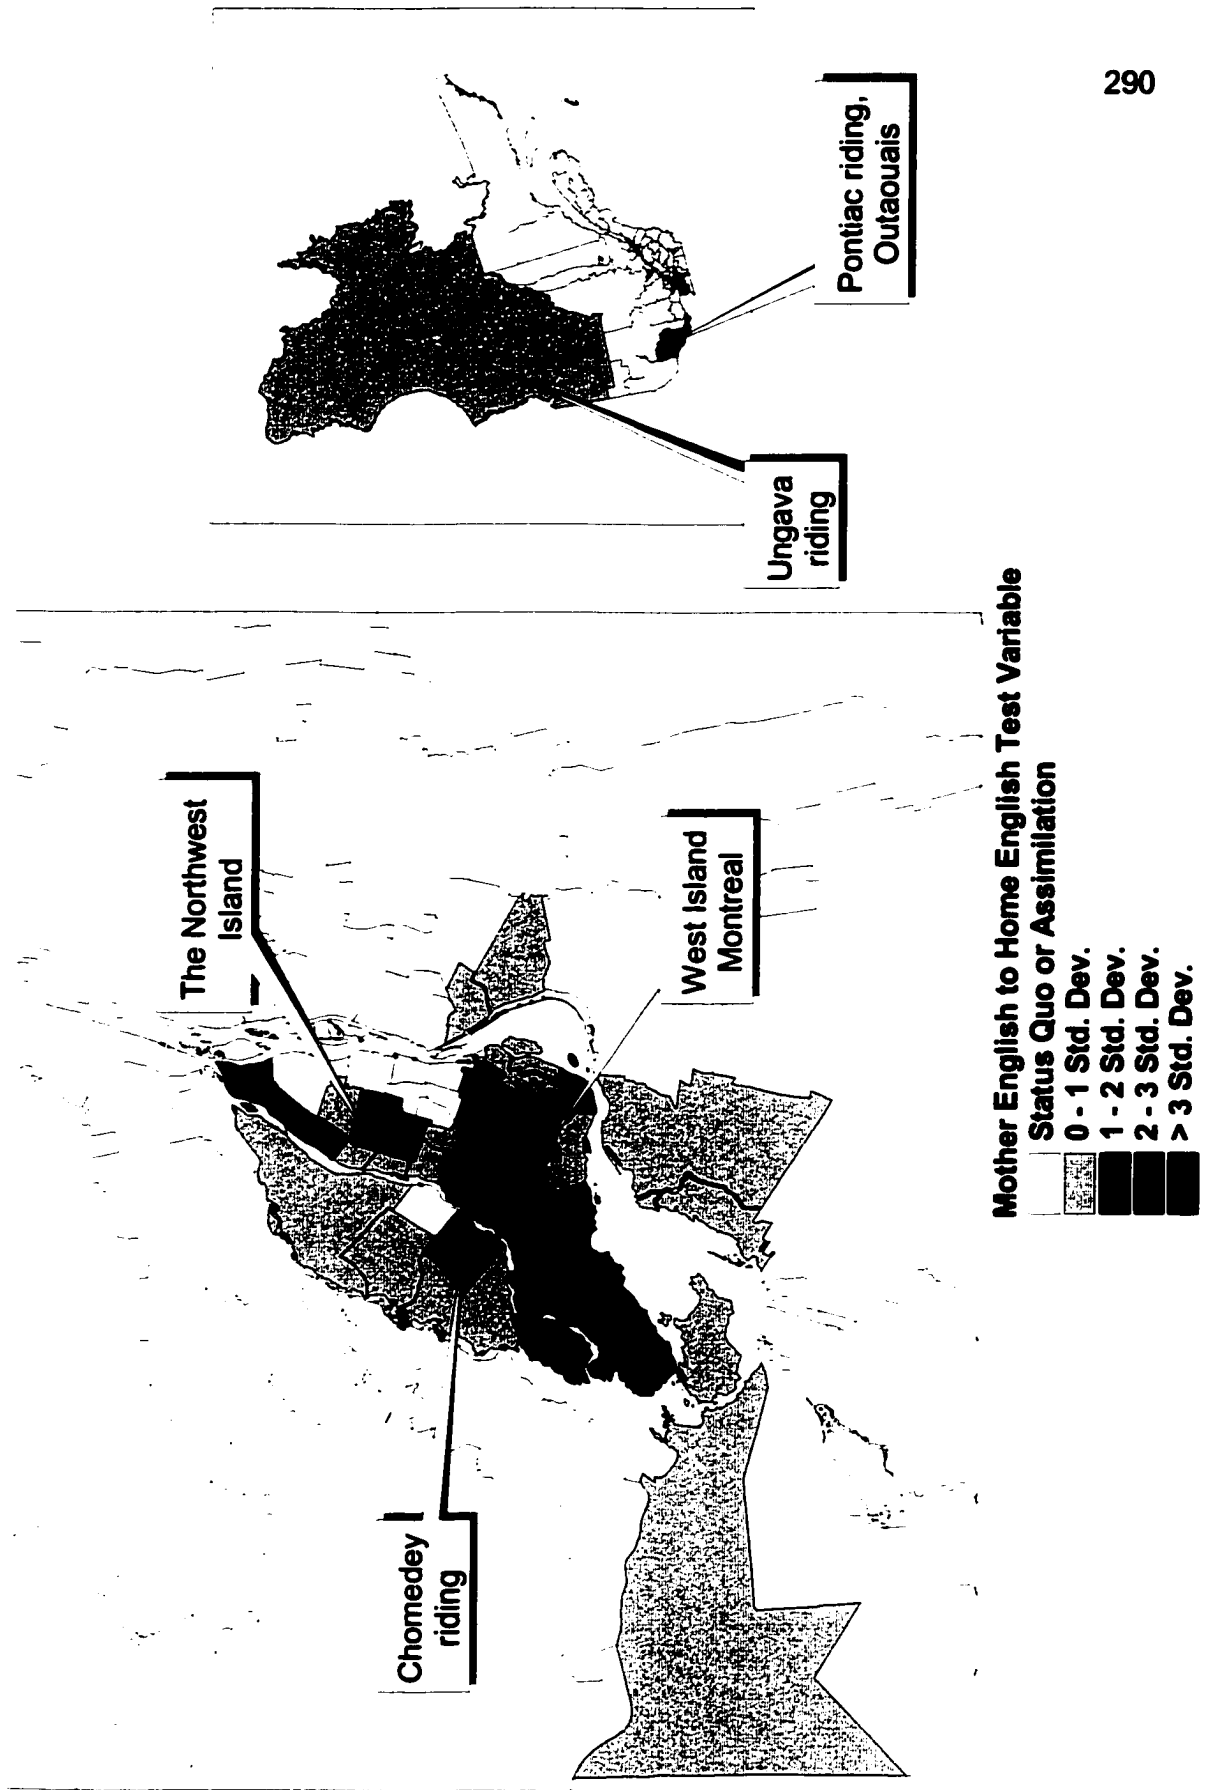 290
The Northwest
Island
Chomedey
riding
West Island
Montreal
Ungava
riding
Pontiac riding,
Outaouais
Mother English to Home English Test Variable
Status Quo or Assimilation
0 - 1 Std. Dev.
1 - 2 Std. Dev.
2 - 3 Std. Dev.
> 3 Std. Dev.